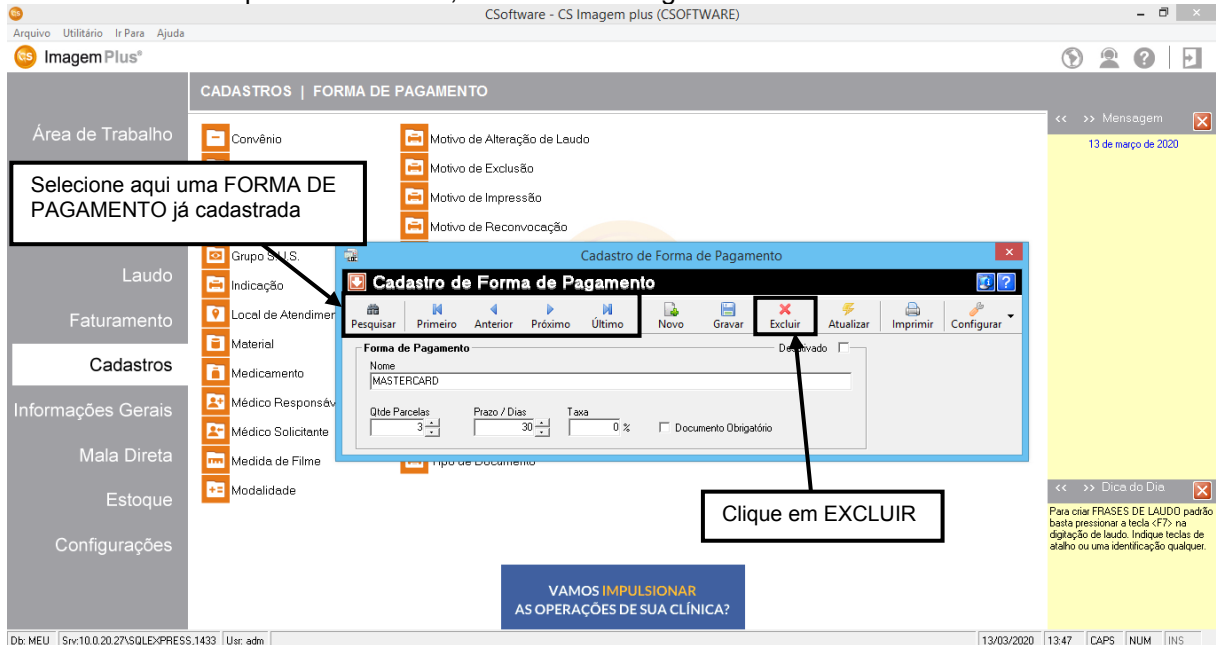 CSoftware - CS Imagem plus (CSOFTWARE)
Arquivo Utilitário Ir Para Ajuda
cis ImagemPlus®
CADASTROS | FORMA DE PAGAMENTO
Área de Trabalho
Laudo
Faturamento
Cadastros
Informações Gerais
Mala Direta
Estoque
Configurações
Selecione aqui uma FORMA DE
PAGAMENTO já cadastrada
Convênio
Grupo S.U.S.
Indicação
Local de Atendimen
Material
Medicamento
Médico Responsáv
Médico Solicitante
Medida de Filme
Modalidade
Motivo de Alteração de Laudo
Motivo de Exclusão
Motivo de Impressão
Motivo de Reconvocação
Tipo de Documento
Cadastro de Forma de Pagamento
Cadastro de Forma de Pagamento
Pesquisar Primeiro Anterior Próximo Último Novo Gravar Excluir Atualizar Imprimir Configurar
Forma de Pagamento
Nome
MASTERCARD
Qtde Parcelas Prazo / Dias Taxa
3 30 0 % Documento Obrigatório
Clique em EXCLUIR
VAMOS IMPULSIONAR
AS OPERAÇÕES DE SUA CLÍNICA?
<< >> Mensagem
13 de março de 2020
<< >> Dica do Dia
Para criar FRASES DE LAUDO padrão
basta pressionar a tecla <F7> na
digitação de laudo. Indique teclas de
atalho ou uma identificação qualquer.
Db: MEU Srv:10.0.20.27\SQLEXPRESS,1433 Usr: adm 13/03/2020 13:47 CAPS NUM INS